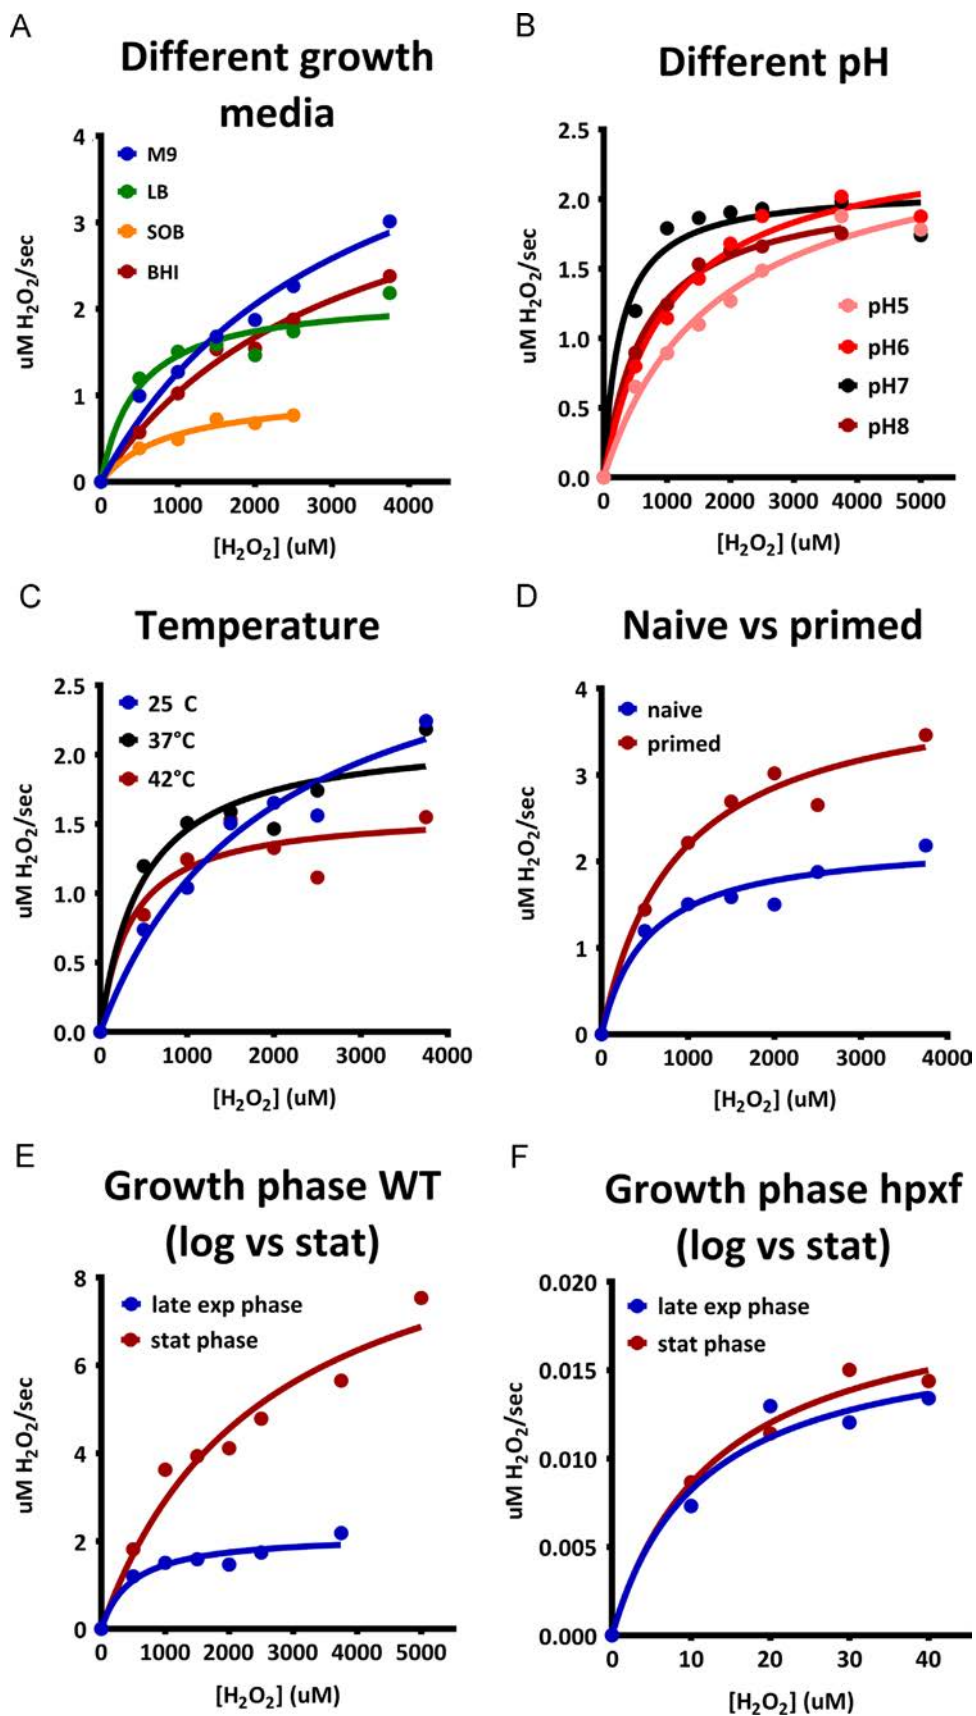 A
Different growth
media
4
3
2
1
0
uM H₂O₂/sec
M9
LB
SOB
BHI
0 1000 2000 3000 4000
[H₂O₂] (uM)
B
Different pH
2.5
2.0
1.5
1.0
0.5
0.0
uM H₂O₂/sec
pH5
pH6
pH7
pH8
0 1000 2000 3000 4000 5000
[H₂O₂] (uM)
C
Temperature
2.5
2.0
1.5
1.0
0.5
0.0
uM H₂O₂/sec
25 C
37°C
42°C
0 1000 2000 3000 4000
[H₂O₂] (uM)
D
Naive vs primed
4
3
2
1
0
uM H₂O₂/sec
naive
primed
0 1000 2000 3000 4000
[H₂O₂] (uM)
E
Growth phase WT
(log vs stat)
8
6
4
2
0
uM H₂O₂/sec
late exp phase
stat phase
0 1000 2000 3000 4000 5000
[H₂O₂] (uM)
F
Growth phase hpxf
(log vs stat)
0.020
0.015
0.010
0.005
0.000
uM H₂O₂/sec
late exp phase
stat phase
0 10 20 30 40
[H₂O₂] (uM)